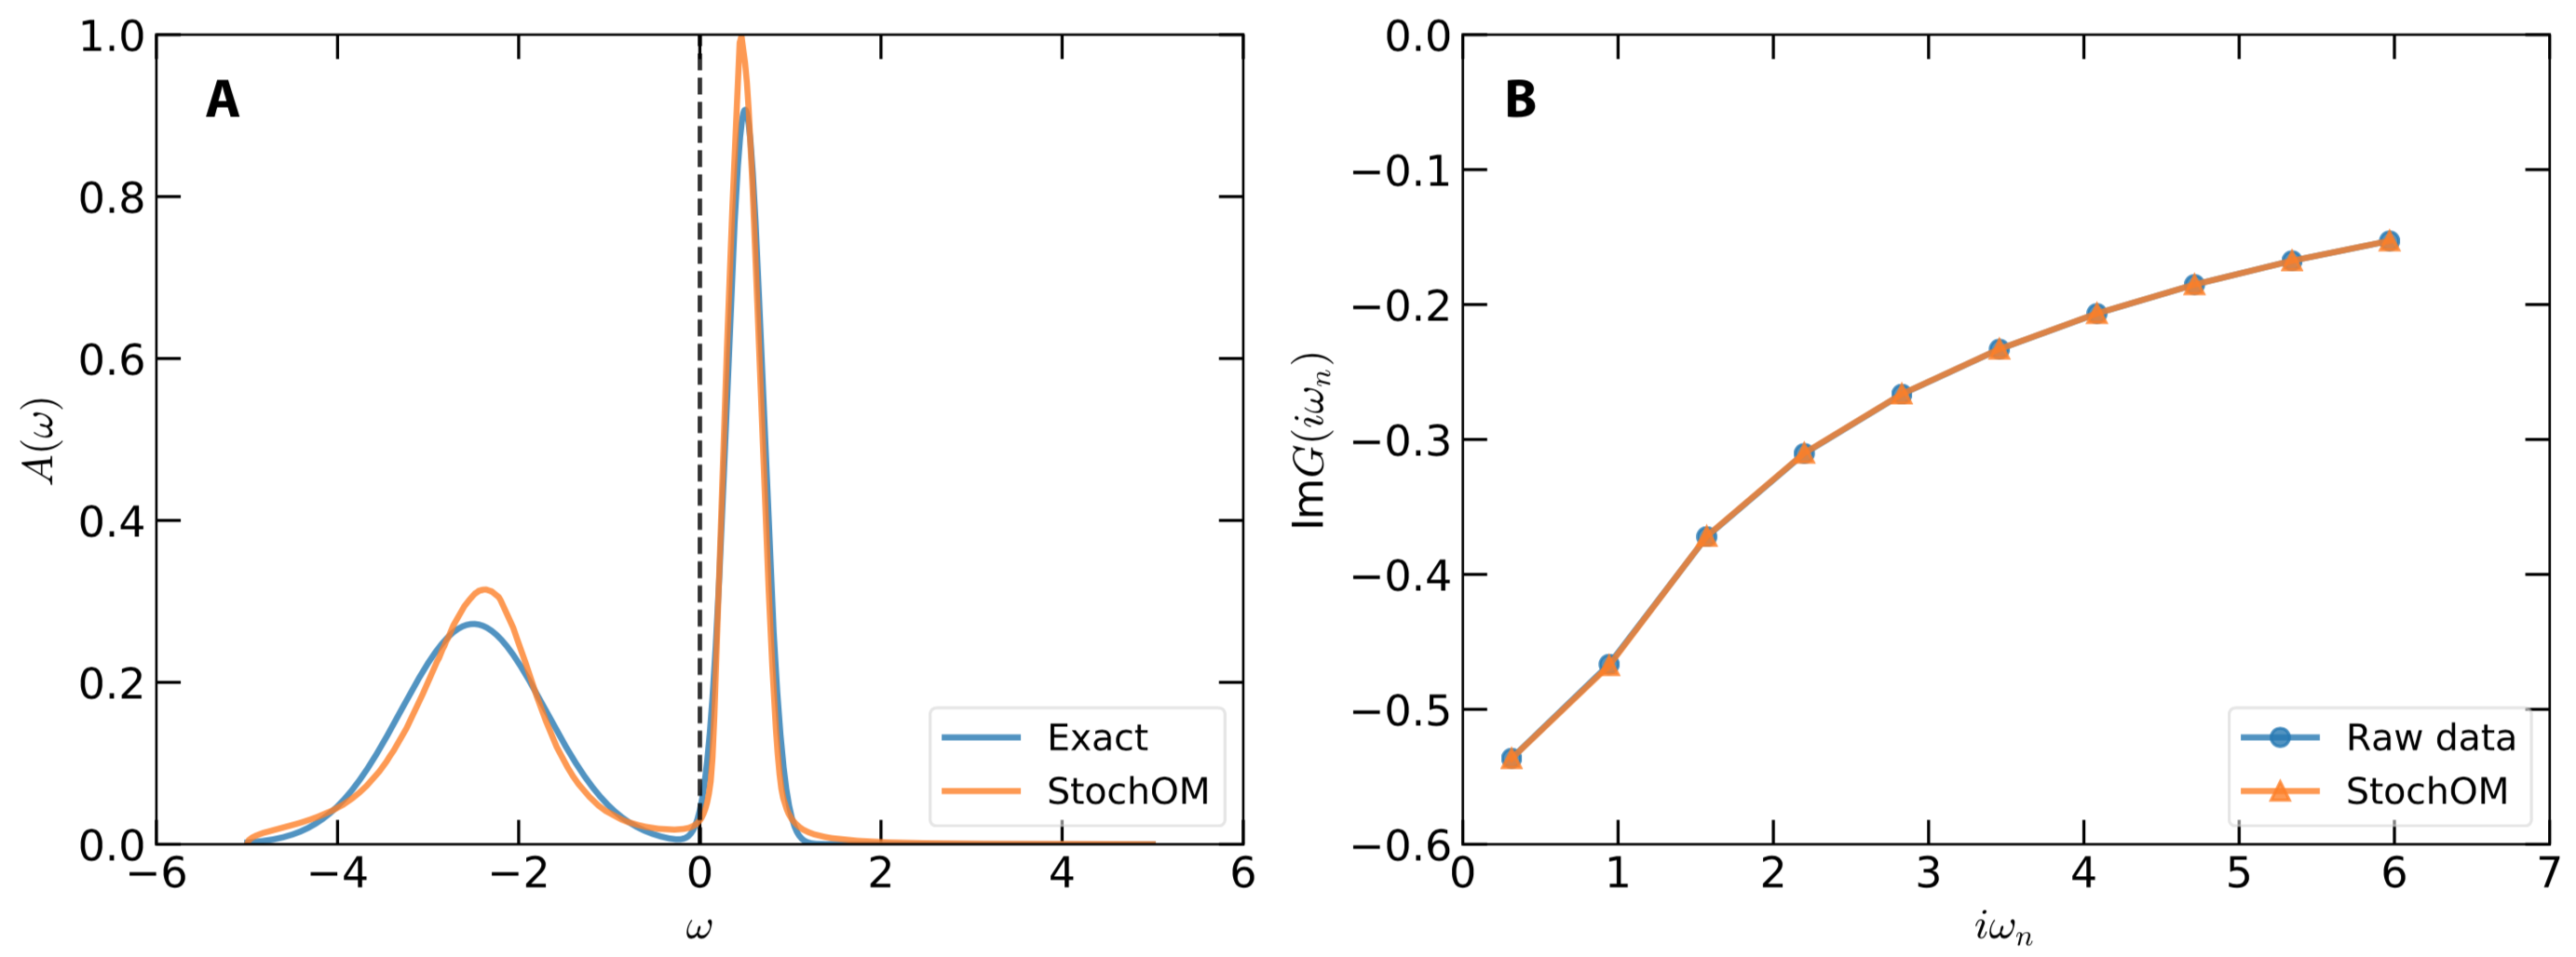 A
A(ω)
1.0
0.8
0.6
0.4
0.2
0.0
−6 −4 −2 0 2 4 6
ω
Exact
StochOM
B
ImG(iωₙ)
0.0
−0.1
−0.2
−0.3
−0.4
−0.5
−0.6
0 1 2 3 4 5 6 7
iωₙ
Raw data
StochOM